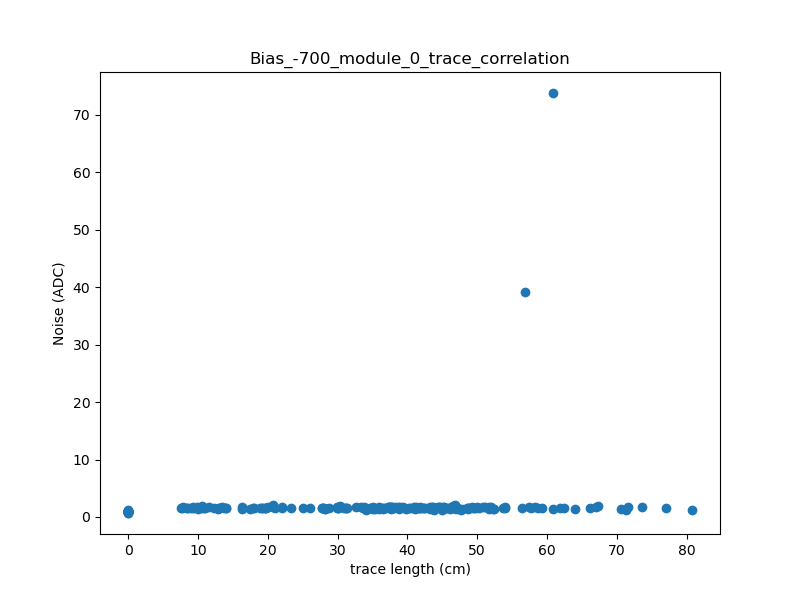 Bias_-700_module_0_trace_correlation
Noise (ADC)
70
60
50
40
30
20
10
0
0 10 20 30 40 50 60 70 80
trace length (cm)